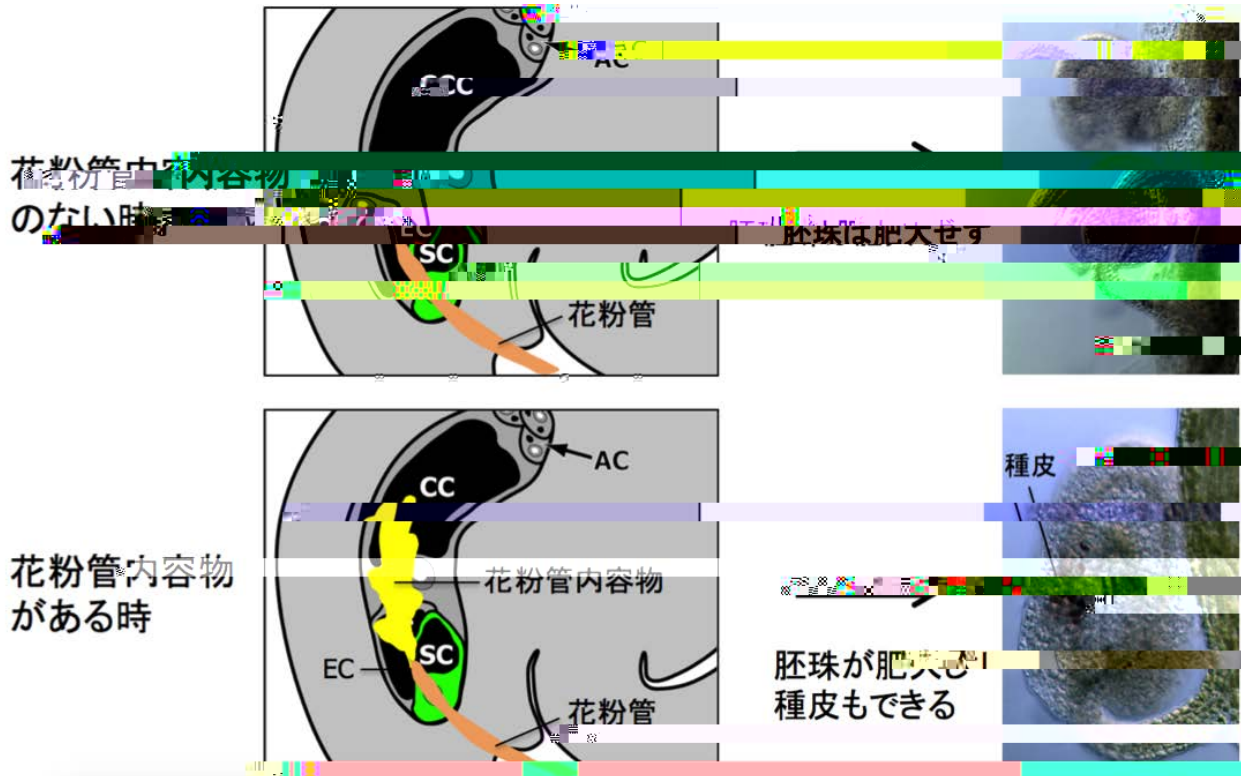 AC
CC
花粉管内容物
のない時
EC
SC
胚珠は肥大せず
花粉管
AC
種皮
CC
花粉管内容物
がある時
花粉管内容物
EC
SC
胚珠が肥大し
種皮もできる
花粉管